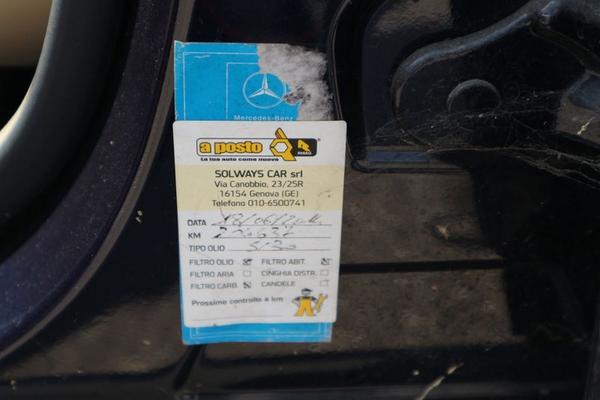 Mercedes-Benz
a posto
La tua auto come nuova
SOLWAYS CAR srl
Via Canobbio, 23/25R
16154 Genova (GE)
Telefono 010-6500741
DATA
KM
TIPO OLIO 5/30
FILTRO OLIO FILTRO ABIT.
FILTRO ARIA CINGHIA DISTR.
FILTRO CARB. CANDELE
Prossimo controllo a km